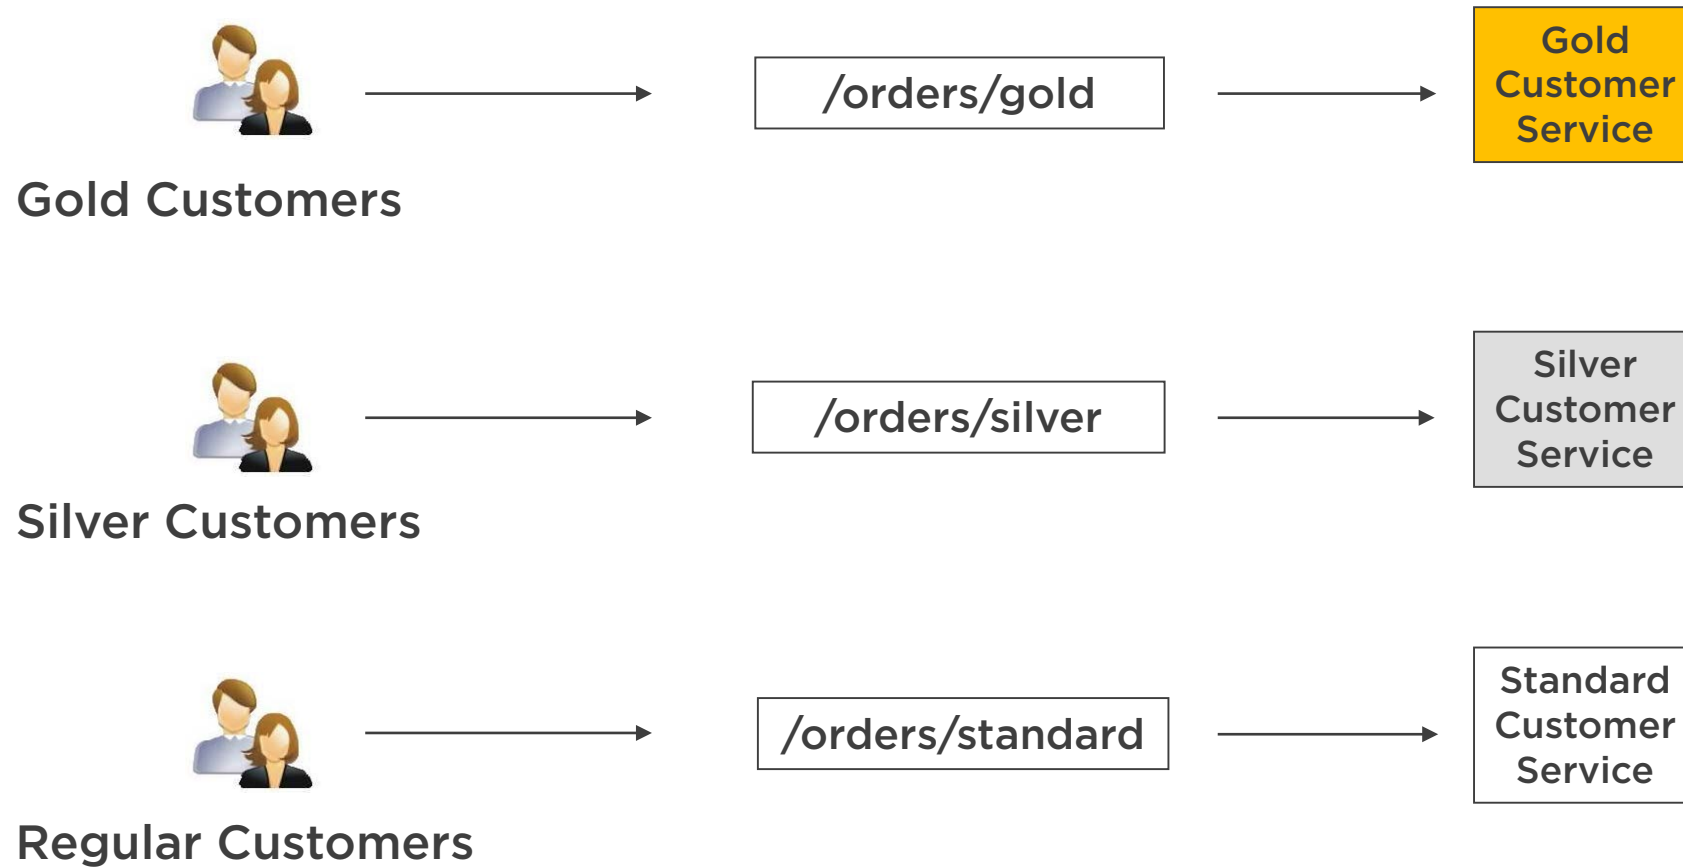 /orders/gold
Gold
Customer
Service
Gold Customers
/orders/silver
Silver
Customer
Service
Silver Customers
/orders/standard
Standard
Customer
Service
Regular Customers